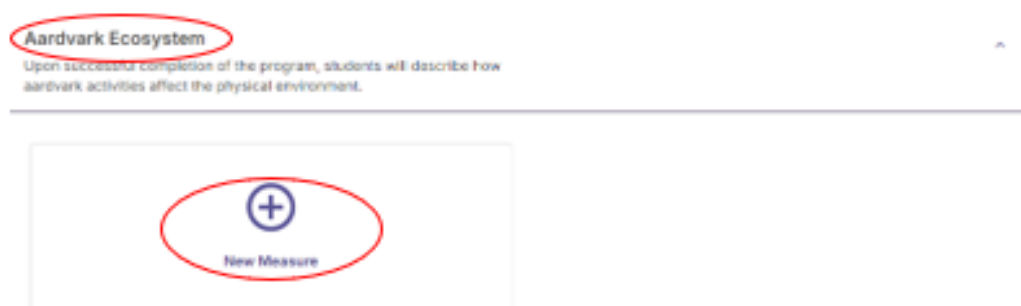 Aardvark Ecosystem
Upon successful completion of the program, students will describe how
aardvark activities affect the physical environment.
New Measure